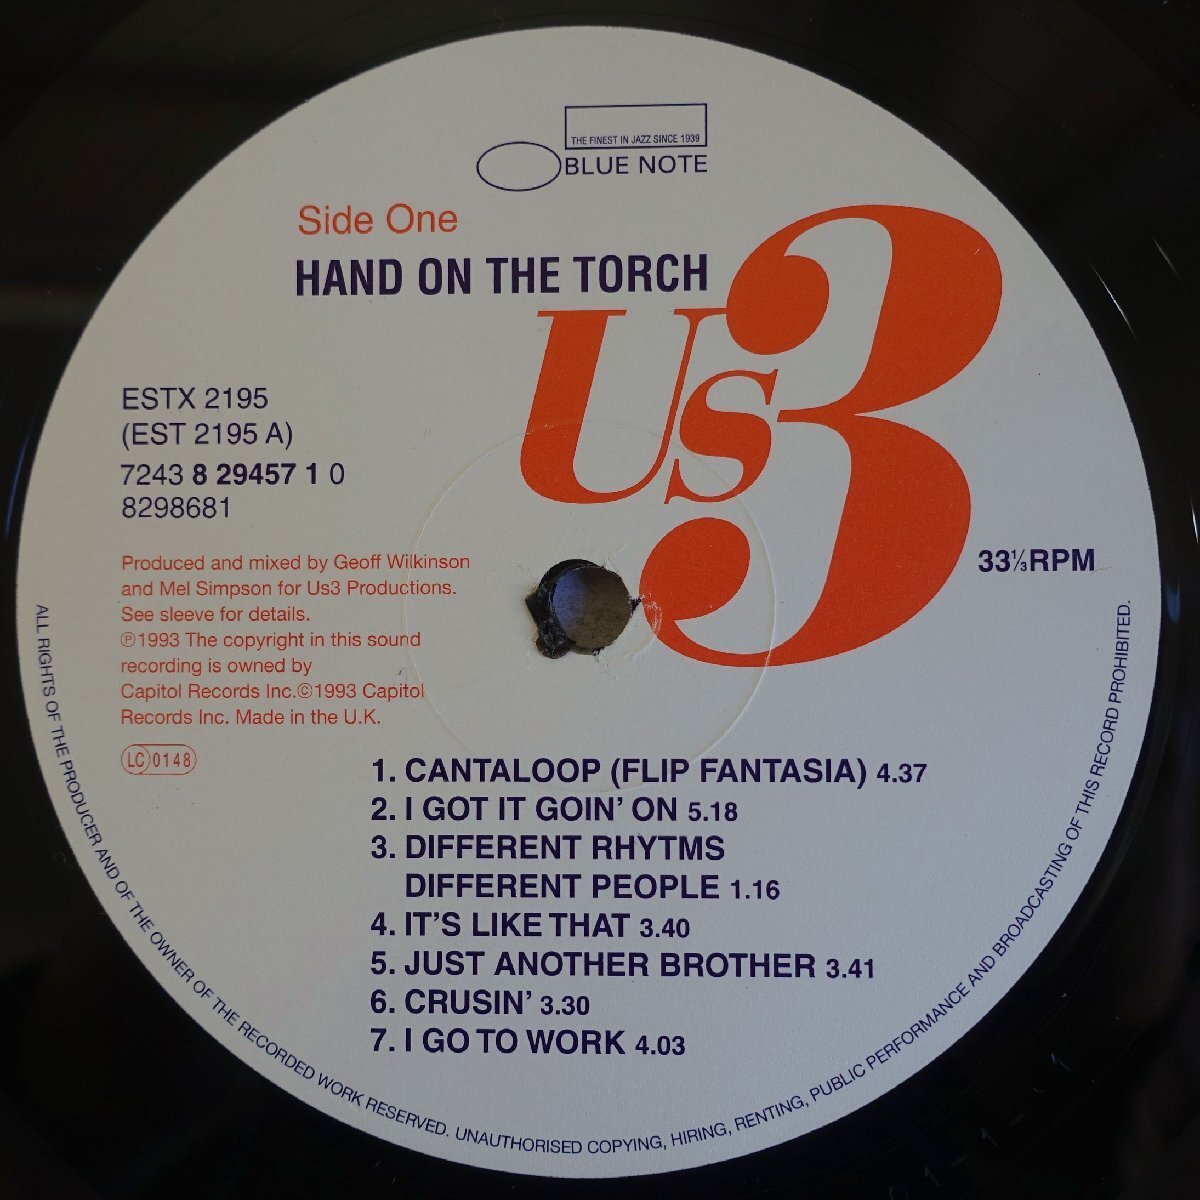 THE FINEST IN JAZZ SINCE 1939
BLUE NOTE
Side One
HAND ON THE TORCH
Us3
ESTX 2195
(EST 2195 A)
7243 8 29457 1 0
8298681
33⅓RPM
Produced and mixed by Geoff Wilkinson
and Mel Simpson for Us3 Productions.
See sleeve for details.
℗1993 The copyright in this sound
recording is owned by
Capitol Records Inc.©1993 Capitol
Records Inc. Made in the U.K.
LC 0148
1. CANTALOOP (FLIP FANTASIA) 4.37
2. I GOT IT GOIN' ON 5.18
3. DIFFERENT RHYTMS
DIFFERENT PEOPLE 1.16
4. IT'S LIKE THAT 3.40
5. JUST ANOTHER BROTHER 3.41
6. CRUSIN' 3.30
7. I GO TO WORK 4.03
ALL RIGHTS OF THE PRODUCER AND OF THE OWNER OF THE RECORDED WORK RESERVED. UNAUTHORISED COPYING, HIRING, RENTING, PUBLIC PERFORMANCE AND BROADCASTING OF THIS RECORD PROHIBITED.